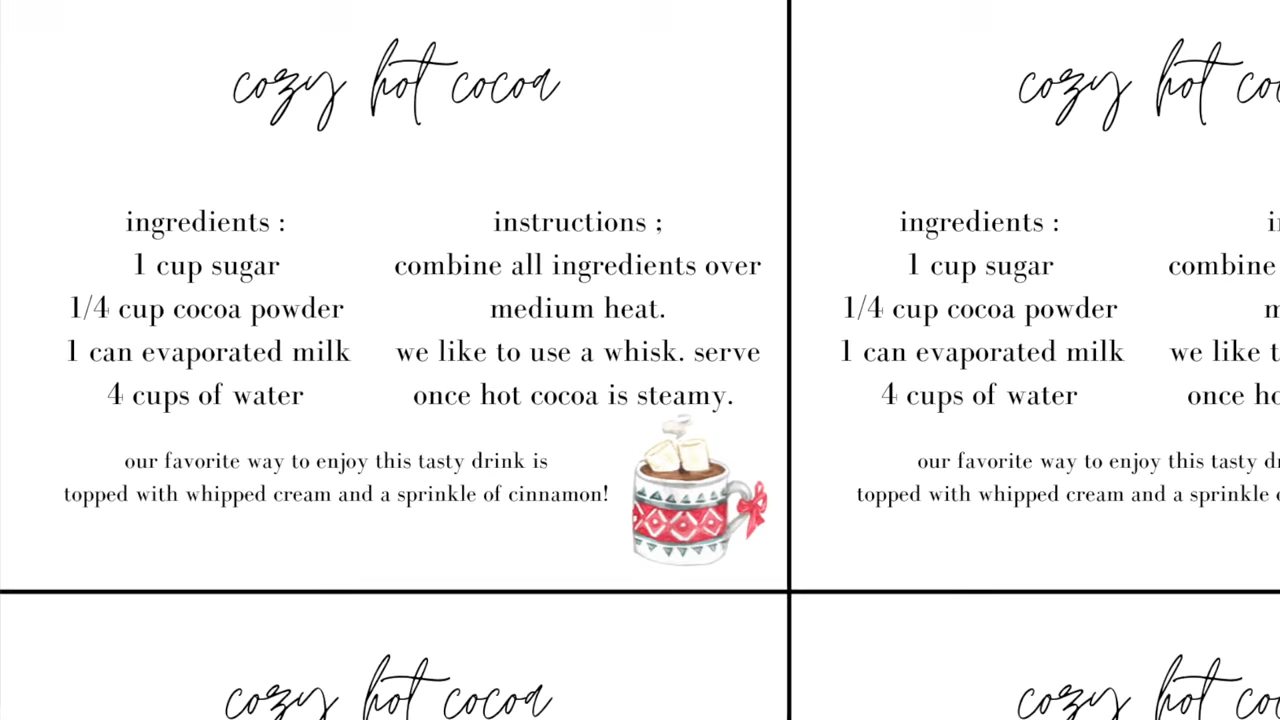 cozy hot cocoa
ingredients :
1 cup sugar
1/4 cup cocoa powder
1 can evaporated milk
4 cups of water
instructions ;
combine all ingredients over
medium heat.
we like to use a whisk. serve
once hot cocoa is steamy.
our favorite way to enjoy this tasty drink is
topped with whipped cream and a sprinkle of cinnamon!
cozy hot
ingredients :
1 cup sugar
1/4 cup cocoa powder
1 can evaporated milk
4 cups of water
combine
we like
once
our favorite way to enjoy this tasty
topped with whipped cream and a sprinkle
cozy hot cocoa
cozy hot